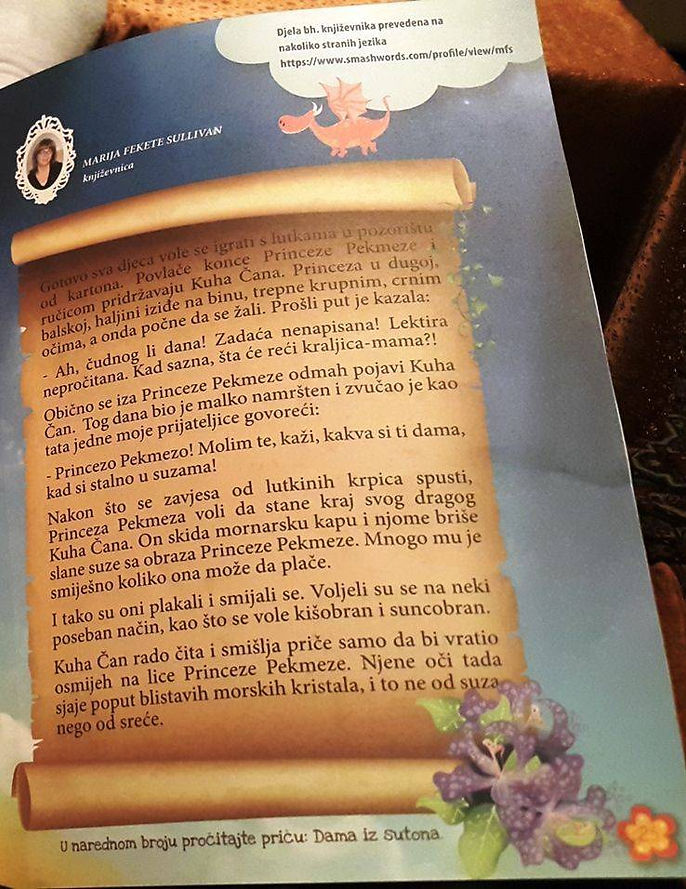 Djela bh. književnika prevedena na
nakoliko stranih jezika
https://www.smashwords.com/profile/view/mfs
MARIJA FEKETE SULLIVAN
književnica
Gotovo sva djeca vole se igrati s lutkama u pozorištu
od kartona. Povlače konce Princeze Pekmeze i
ručicom pridržavaju Kuha Čana. Princeza u dugoj,
balskoj, haljini iziđe na binu, trepne krupnim, crnim
očima, a onda počne da se žali. Prošli put je kazala:
- Ah, čudnog li dana! Zadaća nenapisana! Lektira
nepročitana. Kad sazna, šta će reći kraljica-mama?!
Obično se iza Princeze Pekmeze odmah pojavi Kuha
Čan. Tog dana bio je malko namršten i zvučao je kao
tata jedne moje prijateljice govoreći:
- Princezo Pekmezo! Molim te, kaži, kakva si ti dama,
kad si stalno u suzama!
Nakon što se zavjesa od lutkinih krpica spusti,
Princeza Pekmeza voli da stane kraj svog dragog
Kuha Čana. On skida mornarsku kapu i njome briše
slane suze sa obraza Princeze Pekmeze. Mnogo mu je
smiješno koliko ona može da plače.
I tako su oni plakali i smijali se. Voljeli su se na neki
poseban način, kao što se vole kišobran i suncobran.
Kuha Čan rado čita i smišlja priče samo da bi vratio
osmijeh na lice Princeze Pekmeze. Njene oči tada
sjaje poput blistavih morskih kristala, i to ne od suza
nego od sreće.
U narednom broju pročitajte priču: Dama iz sutona